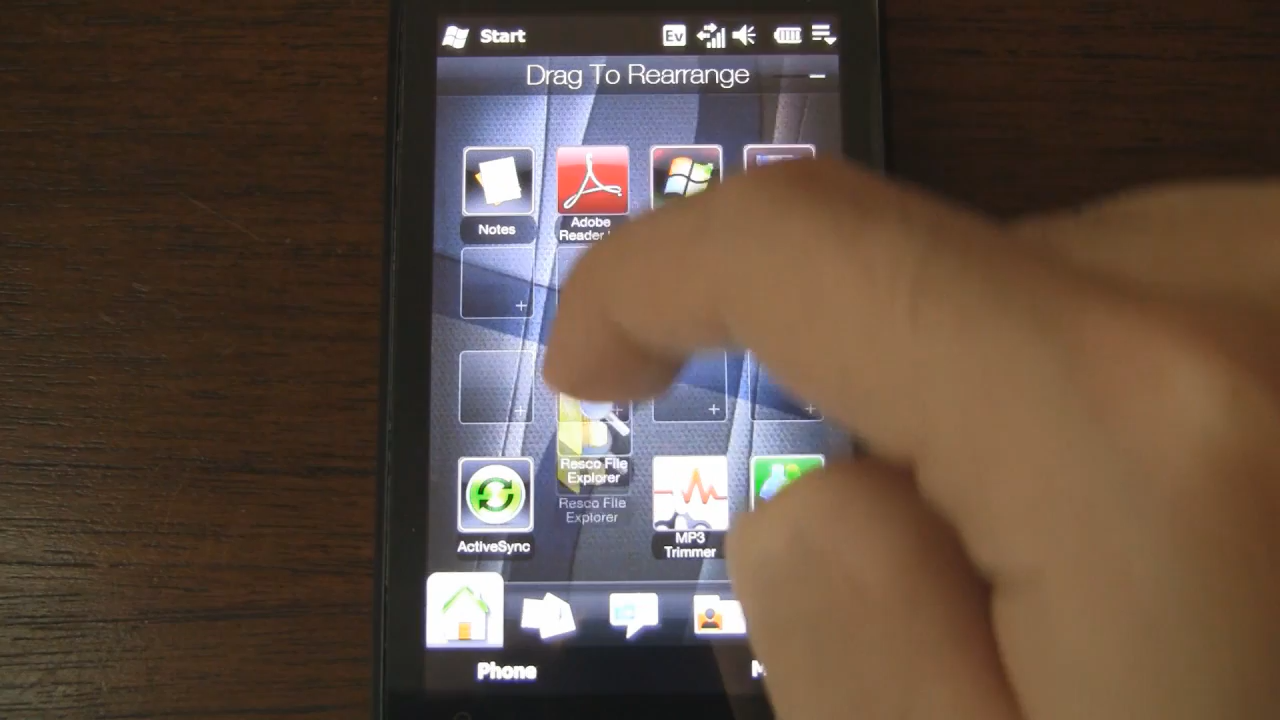 Start
Ev
Drag To Rearrange
Notes
Adobe
Reader
Resco File
Explorer
Resco File
Explorer
ActiveSync
MP3
Trimmer
Phone